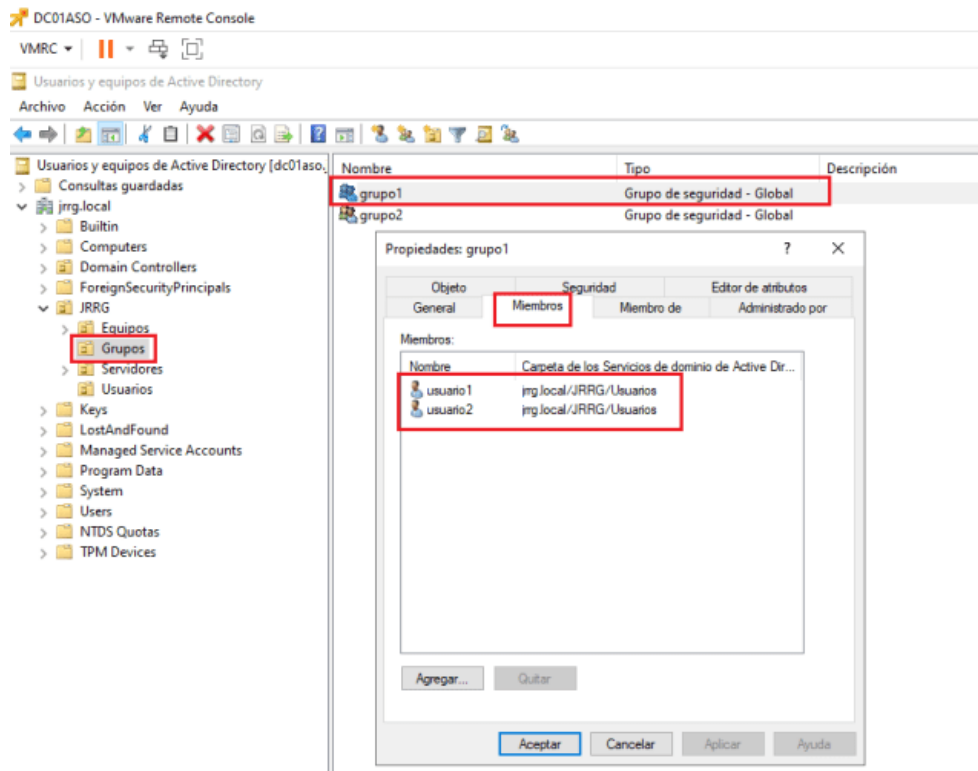 DC01ASO - VMware Remote Console
VMRC
Usuarios y equipos de Active Directory
Archivo Acción Ver Ayuda
Usuarios y equipos de Active Directory [dc01aso.
Consultas guardadas
jrrg.local
Builtin
Computers
Domain Controllers
ForeignSecurityPrincipals
JRRG
Equipos
Grupos
Servidores
Usuarios
Keys
LostAndFound
Managed Service Accounts
Program Data
System
Users
NTDS Quotas
TPM Devices
Nombre Tipo Descripción
grupo1 Grupo de seguridad - Global
grupo2 Grupo de seguridad - Global
Propiedades: grupo1 ? ×
Objeto Seguridad Editor de atributos
General Miembros Miembro de Administrado por
Miembros:
Nombre Carpeta de los Servicios de dominio de Active Dir...
usuario1 jrrg.local/JRRG/Usuarios
usuario2 jrrg.local/JRRG/Usuarios
Agregar... Quitar
Aceptar Cancelar Aplicar Ayuda